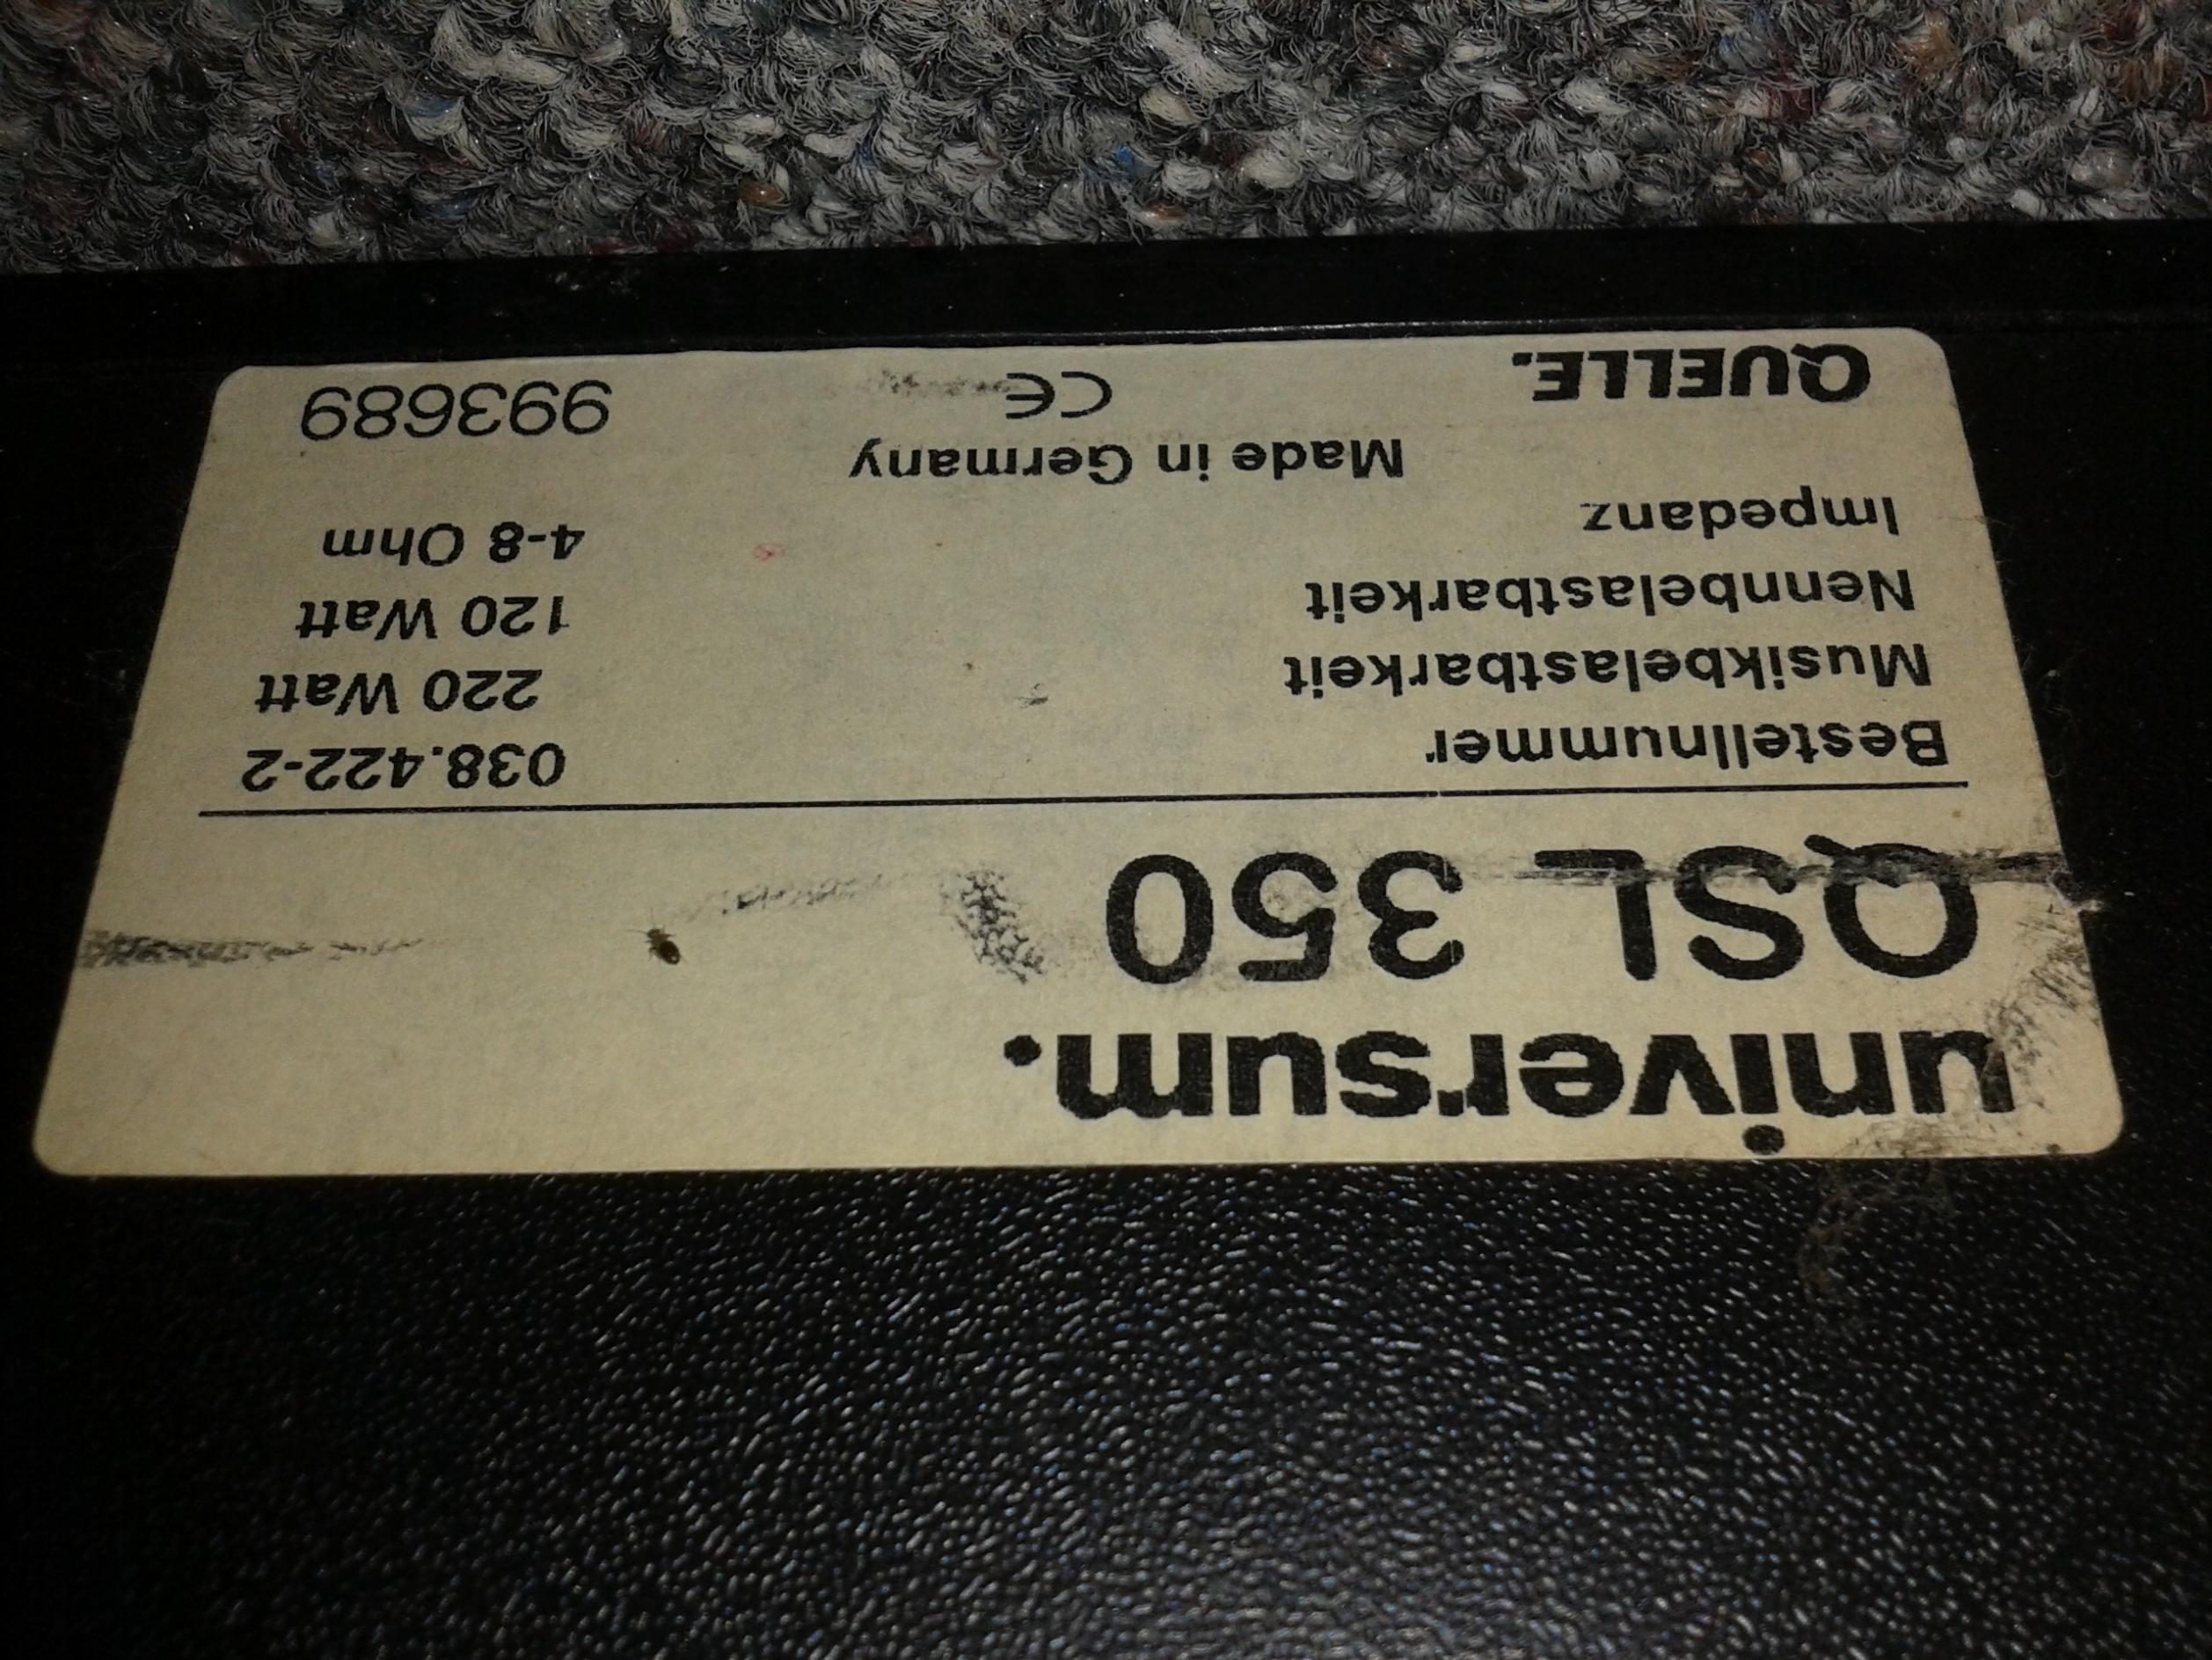 universum.
QSL 350
Bestellnummer 038.422-2
Musikbelastbarkeit 220 Watt
Nennbelastbarkeit 120 Watt
Impedanz 4-8 Ohm
Made in Germany
QUELLE. CE 993689